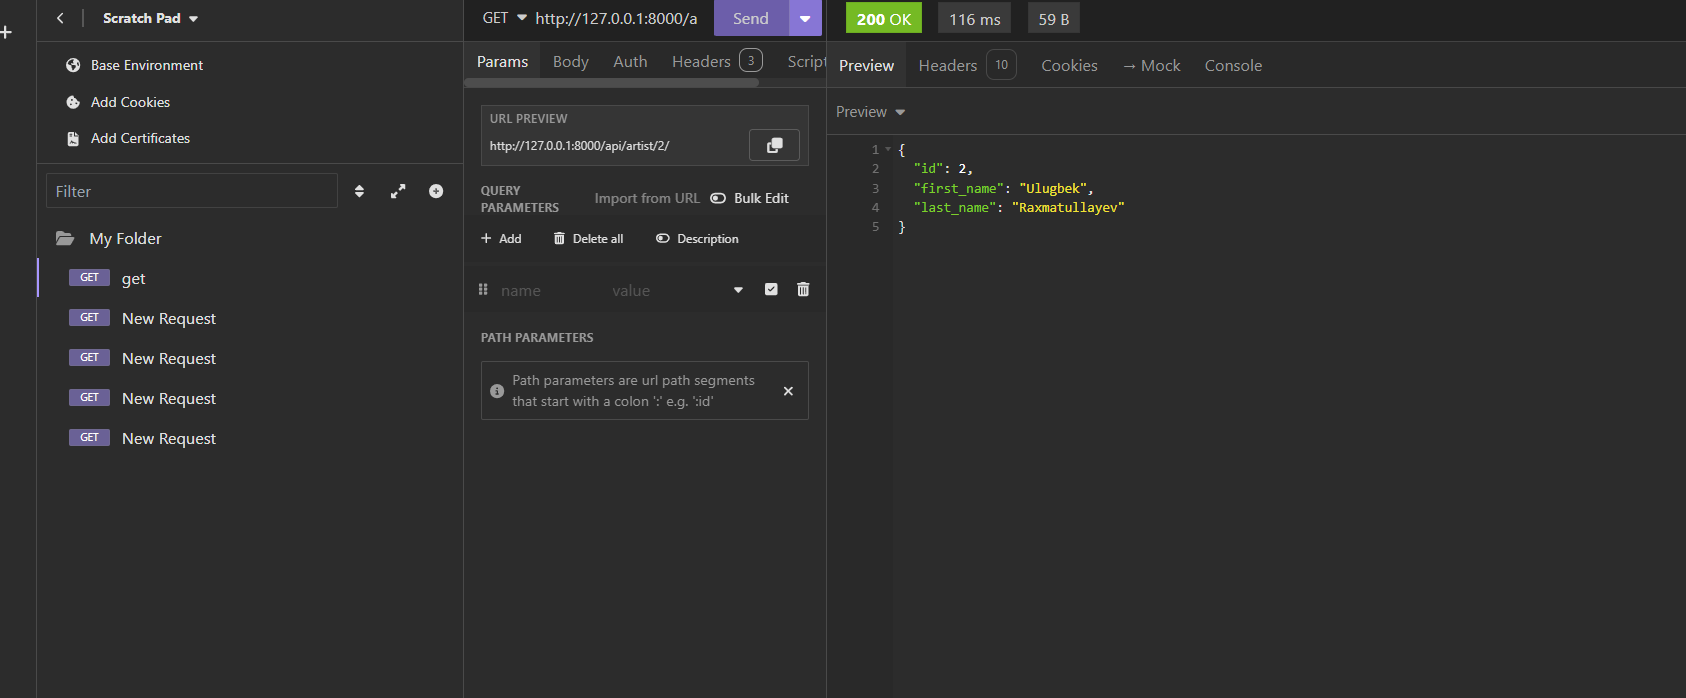 Scratch Pad
Base Environment
Add Cookies
Add Certificates
Filter
My Folder
GET get
GET New Request
GET New Request
GET New Request
GET New Request
GET http://127.0.0.1:8000/a Send
Params Body Auth Headers 3 Script
URL PREVIEW
http://127.0.0.1:8000/api/artist/2/
QUERY PARAMETERS Import from URL Bulk Edit
+ Add Delete all Description
name value
PATH PARAMETERS
Path parameters are url path segments
that start with a colon ':' e.g. ':id'
200 OK 116 ms 59 B
Preview Headers 10 Cookies → Mock Console
Preview
1 {
2 "id": 2,
3 "first_name": "Ulugbek",
4 "last_name": "Raxmatullayev"
5 }